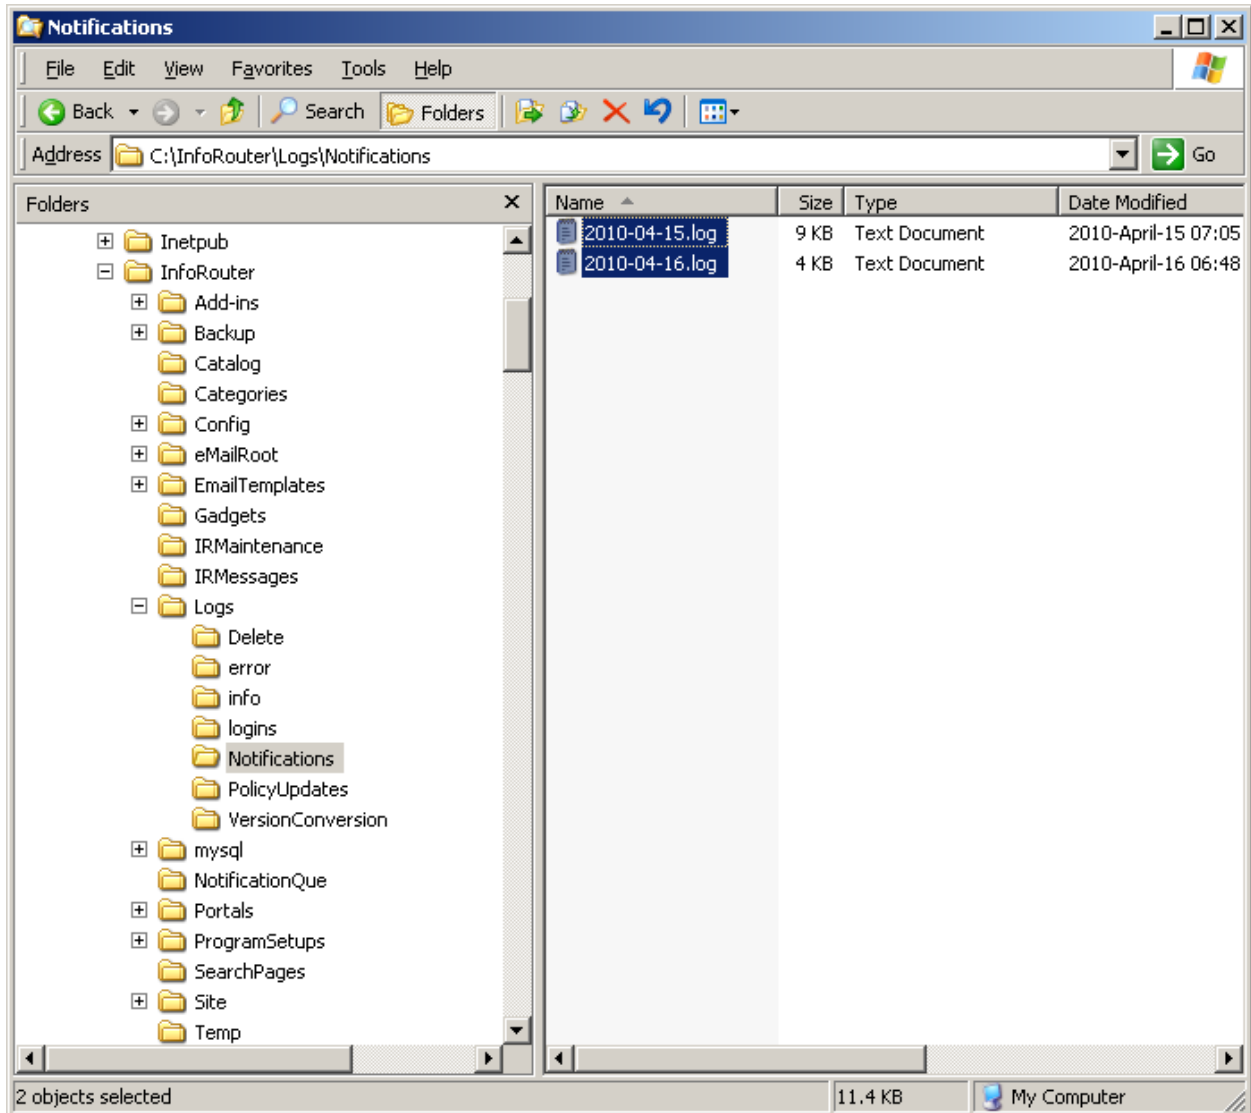 Notifications
File Edit View Favorites Tools Help
Back Search Folders
Address C:\InfoRouter\Logs\Notifications Go
Folders
Inetpub
InfoRouter
Add-ins
Backup
Catalog
Categories
Config
eMailRoot
EmailTemplates
Gadgets
IRMaintenance
IRMessages
Logs
Delete
error
info
logins
Notifications
PolicyUpdates
VersionConversion
mysql
NotificationQue
Portals
ProgramSetups
SearchPages
Site
Temp
Name Size Type Date Modified
2010-04-15.log 9 KB Text Document 2010-April-15 07:05
2010-04-16.log 4 KB Text Document 2010-April-16 06:48
2 objects selected 11.4 KB My Computer